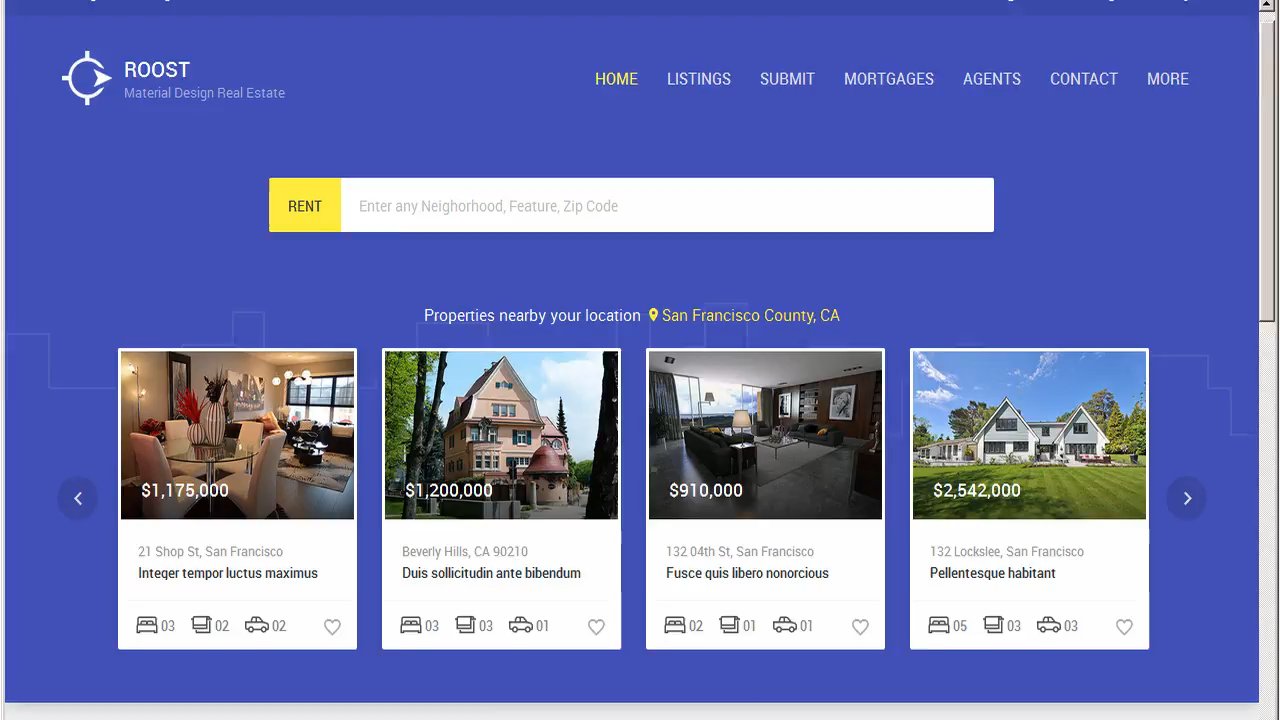 ROOST
Material Design Real Estate
HOME LISTINGS SUBMIT MORTGAGES AGENTS CONTACT MORE
RENT Enter any Neighorhood, Feature, Zip Code
Properties nearby your location San Francisco County, CA
$1,175,000 $1,200,000 $910,000 $2,542,000
21 Shop St, San Francisco Beverly Hills, CA 90210 132 04th St, San Francisco 132 Lockslee, San Francisco
Integer tempor luctus maximus Duis sollicitudin ante bibendum Fusce quis libero nonorcious Pellentesque habitant
03 02 02 03 03 01 02 01 01 05 03 03